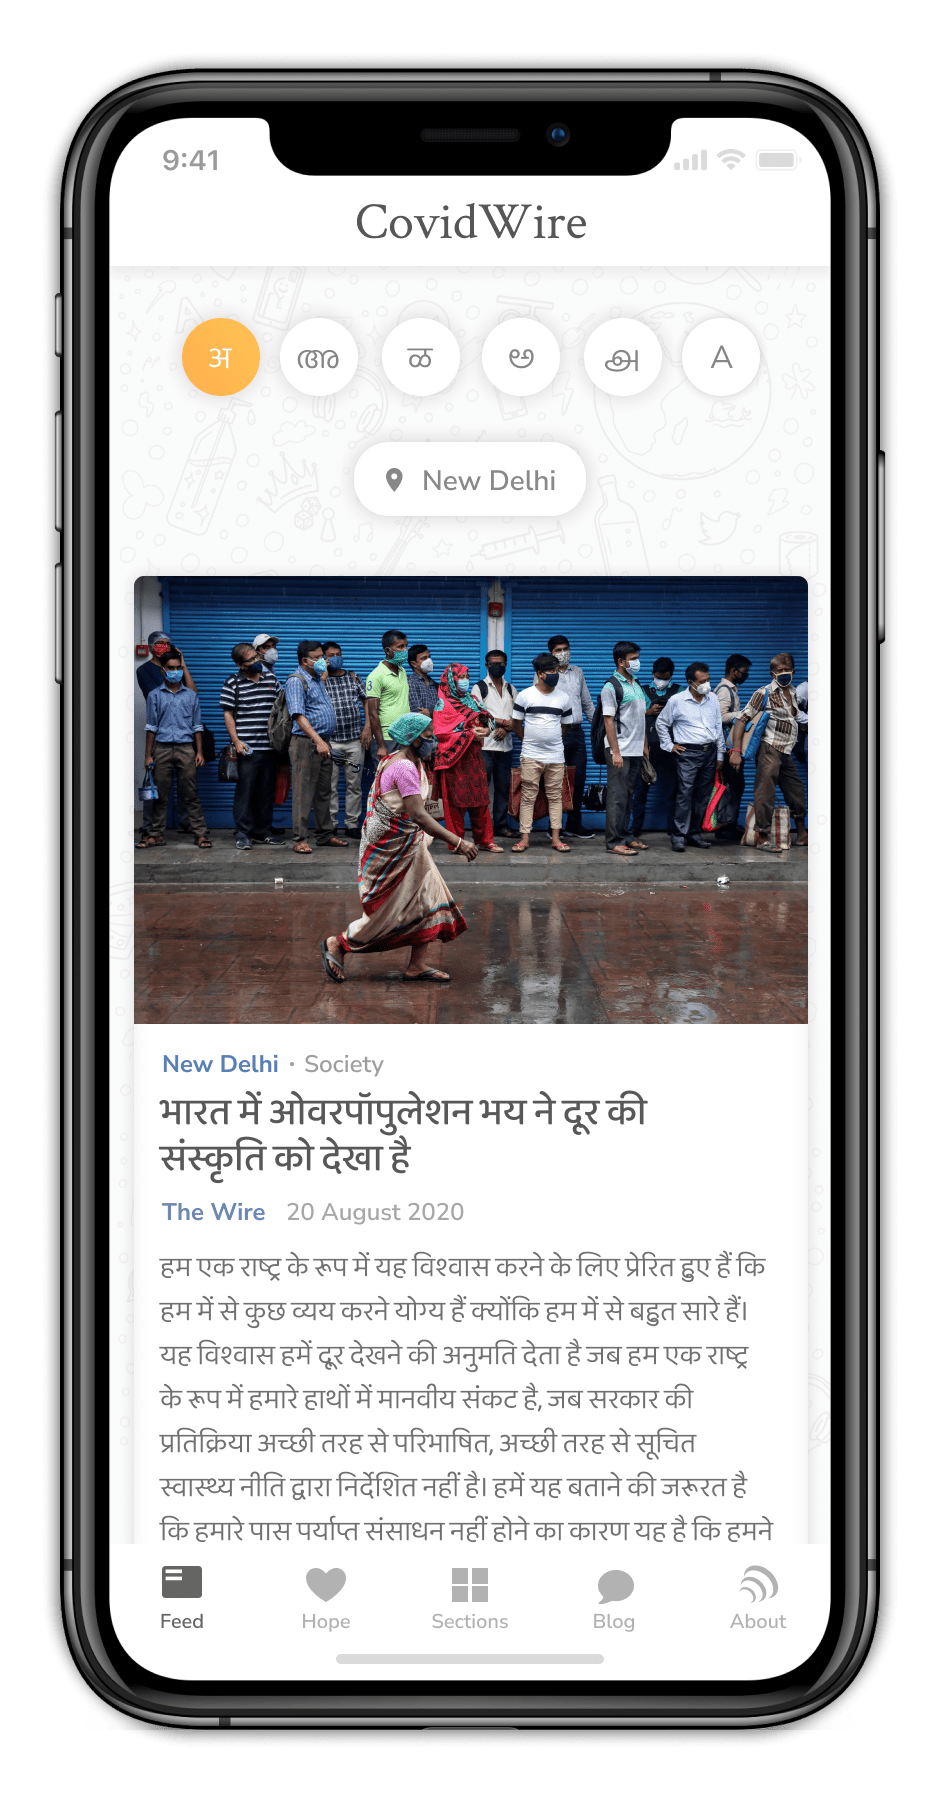 9:41
CovidWire
अ അ ळ ಅ அ A
New Delhi
New Delhi · Society
भारत में ओवरपॉपुलेशन भय ने दूर की
संस्कृति को देखा है
The Wire 20 August 2020
हम एक राष्ट्र के रूप में यह विश्वास करने के लिए प्रेरित हुए हैं कि
हम में से कुछ व्यय करने योग्य हैं क्योंकि हम में से बहुत सारे हैं।
यह विश्वास हमें दूर देखने की अनुमति देता है जब हम एक राष्ट्र
के रूप में हमारे हाथों में मानवीय संकट है, जब सरकार की
प्रतिक्रिया अच्छी तरह से परिभाषित, अच्छी तरह से सूचित
स्वास्थ्य नीति द्वारा निर्देशित नहीं है। हमें यह बताने की जरूरत है
कि हमारे पास पर्याप्त संसाधन नहीं होने का कारण यह है कि हमने
Feed Hope Sections Blog About